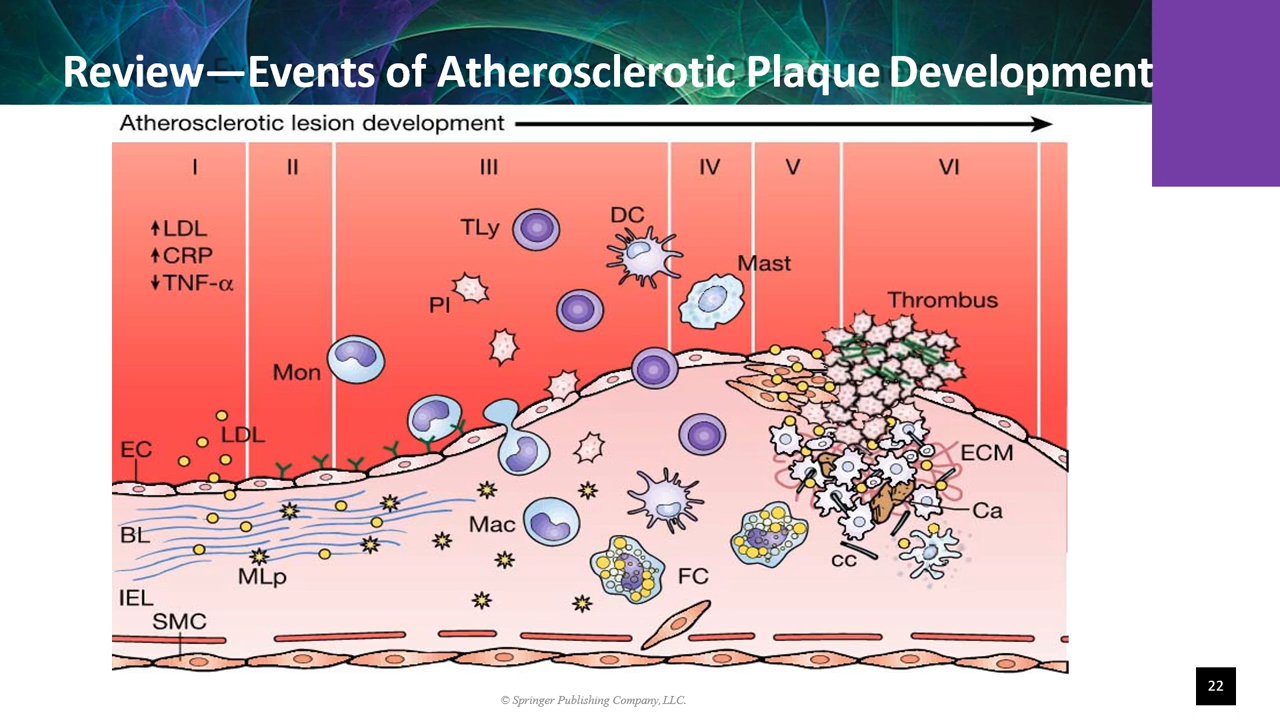 Review—Events of Atherosclerotic Plaque Development
Atherosclerotic lesion development
I II III IV V VI
↑LDL
↑CRP
↓TNF-α
TLy
DC
Mast
Pl
Thrombus
Mon
LDL
EC
ECM
BL
Mac
Ca
MLp
FC
cc
IEL
SMC
22
© Springer Publishing Company, LLC.